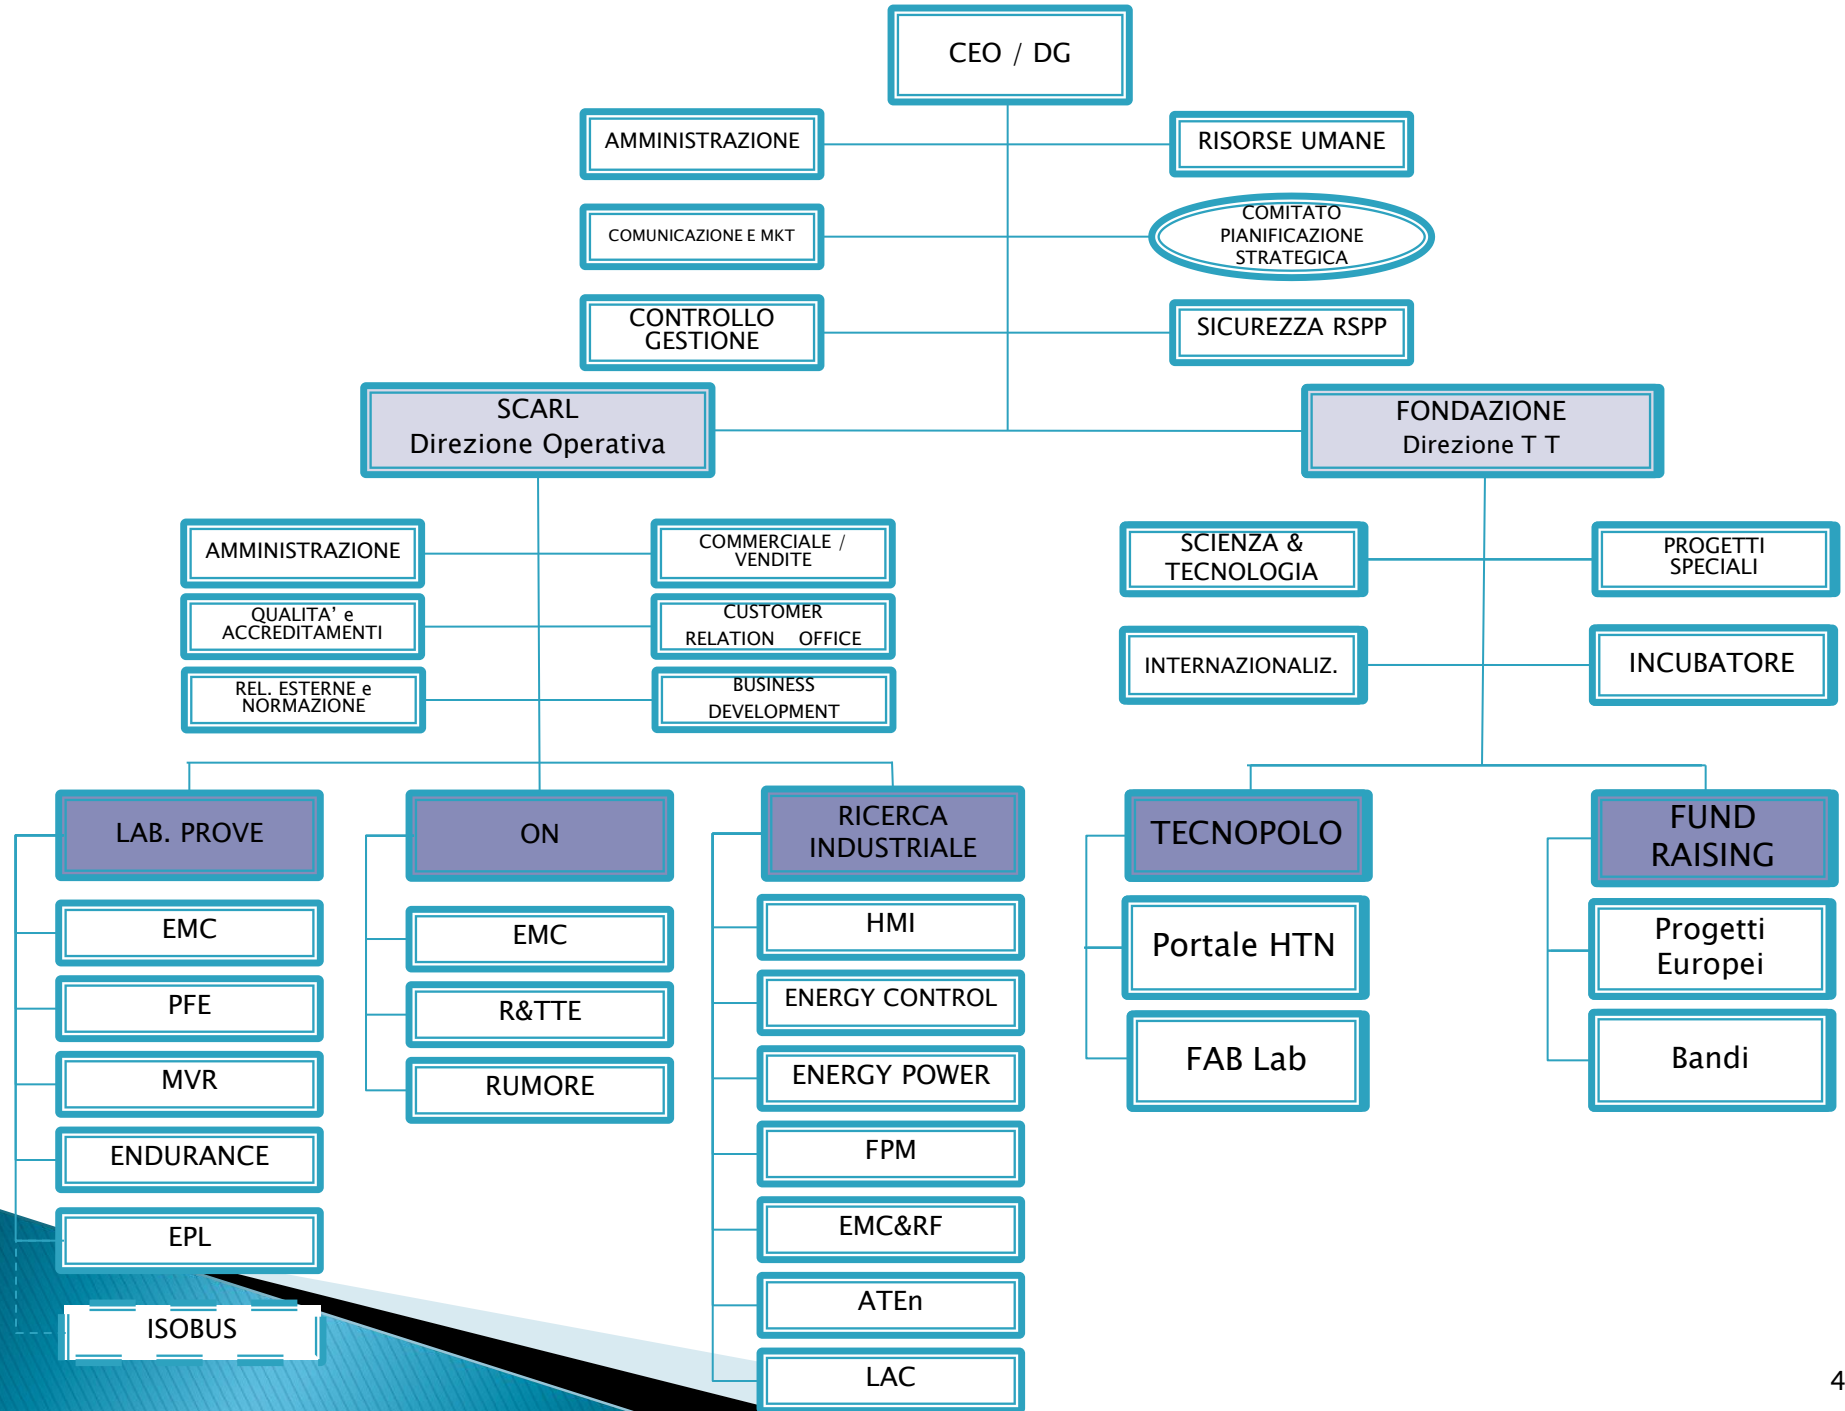 CEO / DG
AMMINISTRAZIONE
RISORSE UMANE
COMUNICAZIONE E MKT
COMITATO
PIANIFICAZIONE
STRATEGICA
CONTROLLO
GESTIONE
SICUREZZA RSPP
SCARL
Direzione Operativa
FONDAZIONE
Direzione T T
AMMINISTRAZIONE
COMMERCIALE /
VENDITE
QUALITA’ e
ACCREDITAMENTI
CUSTOMER
RELATION OFFICE
REL. ESTERNE e
NORMAZIONE
BUSINESS
DEVELOPMENT
SCIENZA &
TECNOLOGIA
PROGETTI
SPECIALI
INTERNAZIONALIZ.
INCUBATORE
LAB. PROVE
EMC
PFE
MVR
ENDURANCE
EPL
ISOBUS
ON
EMC
R&TTE
RUMORE
RICERCA
INDUSTRIALE
HMI
ENERGY CONTROL
ENERGY POWER
FPM
EMC&RF
ATEn
LAC
TECNOPOLO
Portale HTN
FAB Lab
FUND
RAISING
Progetti
Europei
Bandi
4